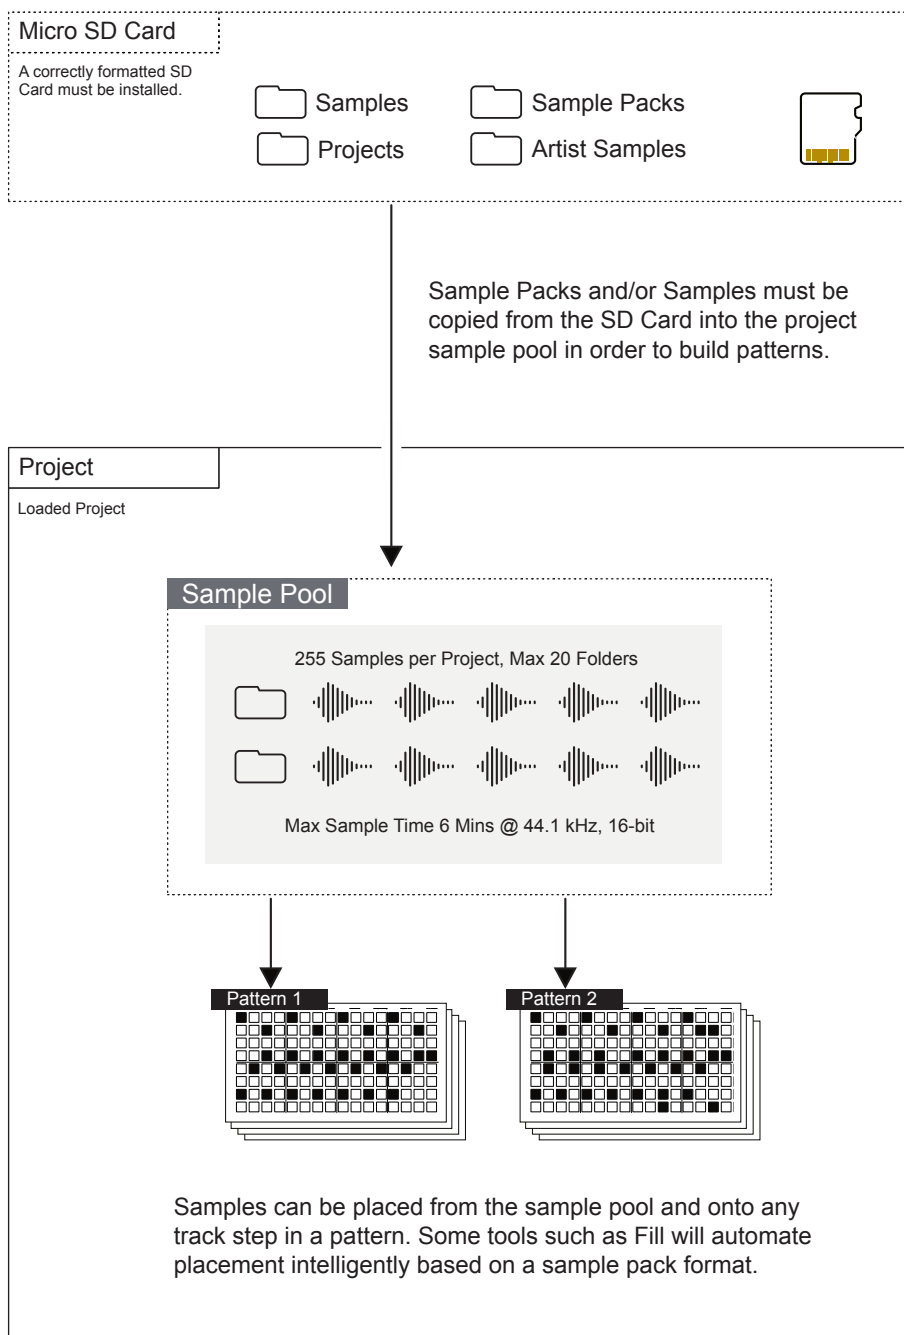 Micro SD Card
A correctly formatted SD
Card must be installed.
Samples
Sample Packs
Projects
Artist Samples
Sample Packs and/or Samples must be
copied from the SD Card into the project
sample pool in order to build patterns.
Project
Loaded Project
Sample Pool
255 Samples per Project, Max 20 Folders
Max Sample Time 6 Mins @ 44.1 kHz, 16-bit
Pattern 1
Pattern 2
Samples can be placed from the sample pool and onto any
track step in a pattern. Some tools such as Fill will automate
placement intelligently based on a sample pack format.